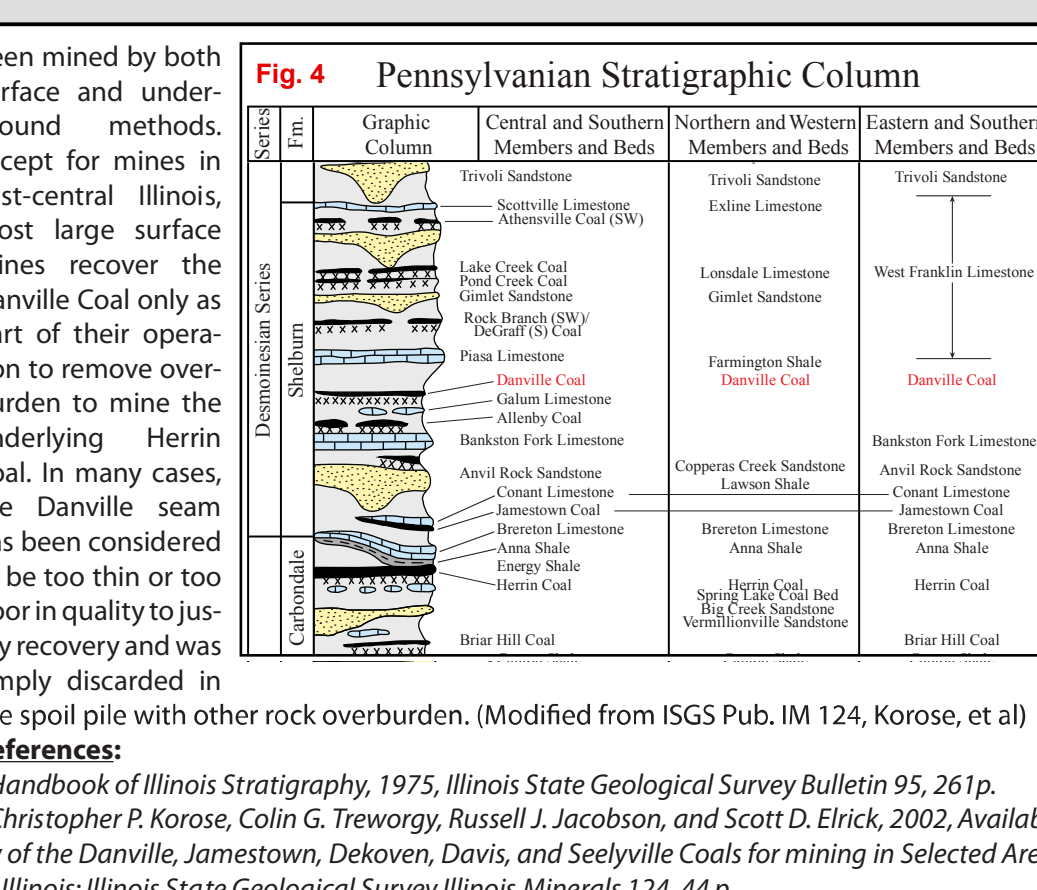 een mined by both
rface and under-
ound methods.
cept for mines in
st-central Illinois,
ost large surface
ines recover the
anville Coal only as
art of their opera-
on to remove over-
urden to mine the
nderlying Herrin
oal. In many cases,
e Danville seam
as been considered
be too thin or too
oor in quality to jus-
y recovery and was
mply discarded in
e spoil pile with other rock overburden. (Modified from ISGS Pub. IM 124, Korose, et al)
Fig. 4 Pennsylvanian Stratigraphic Column
Series
Fm.
Graphic
Column
Central and Southern
Members and Beds
Northern and Western
Members and Beds
Eastern and Southern
Members and Beds
Desmoinesian Series
Shelburn
Carbondale
Trivoli Sandstone
Scottville Limestone
Athensville Coal (SW)
Lake Creek Coal
Pond Creek Coal
Gimlet Sandstone
Rock Branch (SW)/
DeGraff (S) Coal
Piasa Limestone
Danville Coal
Galum Limestone
Allenby Coal
Bankston Fork Limestone
Anvil Rock Sandstone
Conant Limestone
Jamestown Coal
Brereton Limestone
Anna Shale
Energy Shale
Herrin Coal
Briar Hill Coal
Trivoli Sandstone
Exline Limestone
Lonsdale Limestone
Gimlet Sandstone
Farmington Shale
Danville Coal
Copperas Creek Sandstone
Lawson Shale
Brereton Limestone
Anna Shale
Herrin Coal
Spring Lake Coal Bed
Big Creek Sandstone
Vermillionville Sandstone
Trivoli Sandstone
West Franklin Limestone
Danville Coal
Bankston Fork Limestone
Anvil Rock Sandstone
Conant Limestone
Jamestown Coal
Brereton Limestone
Anna Shale
Herrin Coal
Briar Hill Coal
eferences:
Handbook of Illinois Stratigraphy, 1975, Illinois State Geological Survey Bulletin 95, 261p.
Christopher P. Korose, Colin G. Treworgy, Russell J. Jacobson, and Scott D. Elrick, 2002, Availab
y of the Danville, Jamestown, Dekoven, Davis, and Seelyville Coals for mining in Selected Are
Illinois: Illinois State Geological Survey Illinois Minerals 124, 44 p.